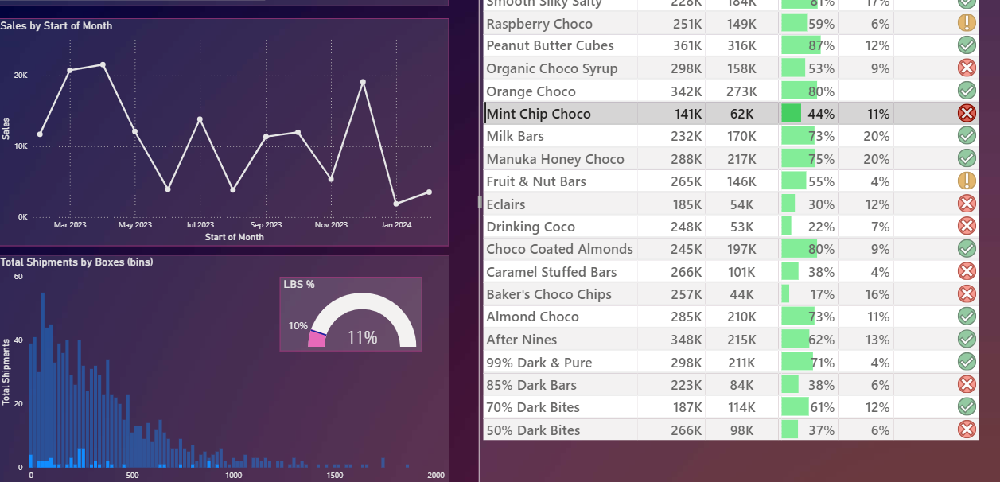 Sales by Start of Month
20K
10K
0K
Sales
Mar 2023 May 2023 Jul 2023 Sep 2023 Nov 2023 Jan 2024
Start of Month
Total Shipments by Boxes (bins)
60
40
20
0
Total Shipments
0 500 1000 1500 2000
LBS %
10%
11%
Smooth Silky Salty 228K 184K 81% 17%
Raspberry Choco 251K 149K 59% 6%
Peanut Butter Cubes 361K 316K 87% 12%
Organic Choco Syrup 298K 158K 53% 9%
Orange Choco 342K 273K 80%
Mint Chip Choco 141K 62K 44% 11%
Milk Bars 232K 170K 73% 20%
Manuka Honey Choco 288K 217K 75% 20%
Fruit & Nut Bars 265K 146K 55% 4%
Eclairs 185K 54K 30% 12%
Drinking Coco 248K 53K 22% 7%
Choco Coated Almonds 245K 197K 80% 9%
Caramel Stuffed Bars 266K 101K 38% 4%
Baker's Choco Chips 257K 44K 17% 16%
Almond Choco 285K 210K 73% 11%
After Nines 348K 215K 62% 13%
99% Dark & Pure 298K 211K 71% 4%
85% Dark Bars 223K 84K 38% 6%
70% Dark Bites 187K 114K 61% 12%
50% Dark Bites 266K 98K 37% 6%